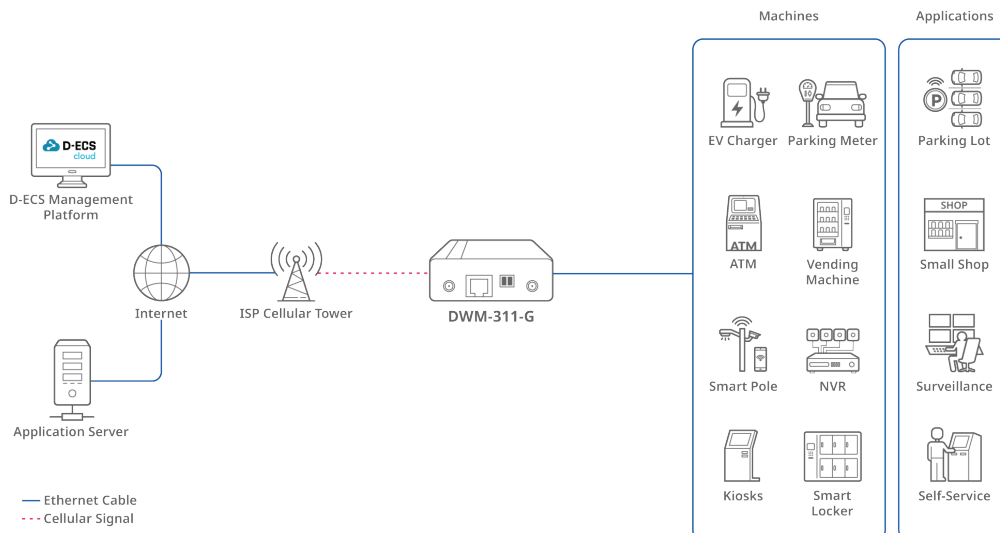 Machines
Applications
EV Charger
Parking Meter
P
Parking Lot
D-ECS
cloud
D-ECS Management
Platform
ATM
ATM
Vending
Machine
SHOP
Small Shop
Internet
ISP Cellular Tower
DWM-311-G
Smart Pole
NVR
Surveillance
Application Server
Kiosks
Smart
Locker
Self-Service
Ethernet Cable
Cellular Signal